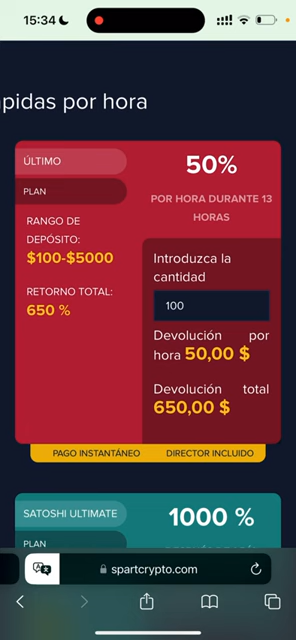 15:34
pidas por hora
ÚLTIMO
50%
PLAN
POR HORA DURANTE 13
HORAS
RANGO DE
DEPÓSITO:
$100-$5000
RETORNO TOTAL:
650 %
Introduzca la
cantidad
100
Devolución por
hora 50,00 $
Devolución total
650,00 $
PAGO INSTANTÁNEO DIRECTOR INCLUIDO
SATOSHI ULTIMATE
1000 %
PLAN
spartcrypto.com